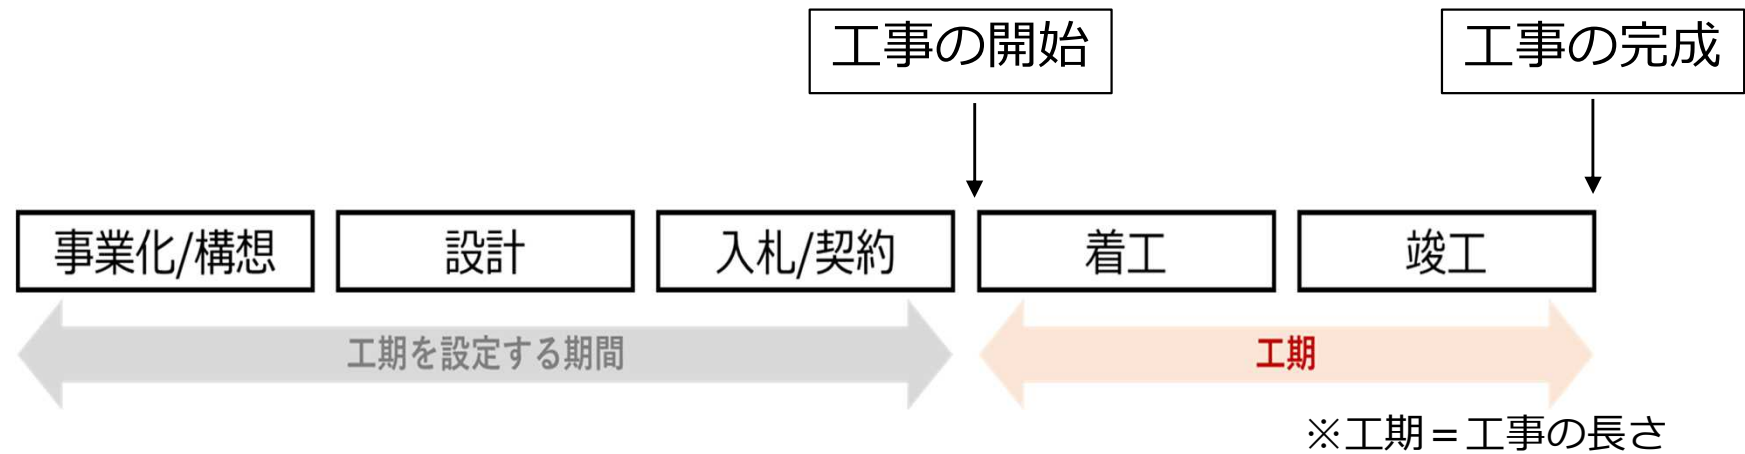 工事の開始
工事の完成
事業化/構想
設計
入札/契約
着工
竣工
工期を設定する期間
工期
※工期＝工事の長さ